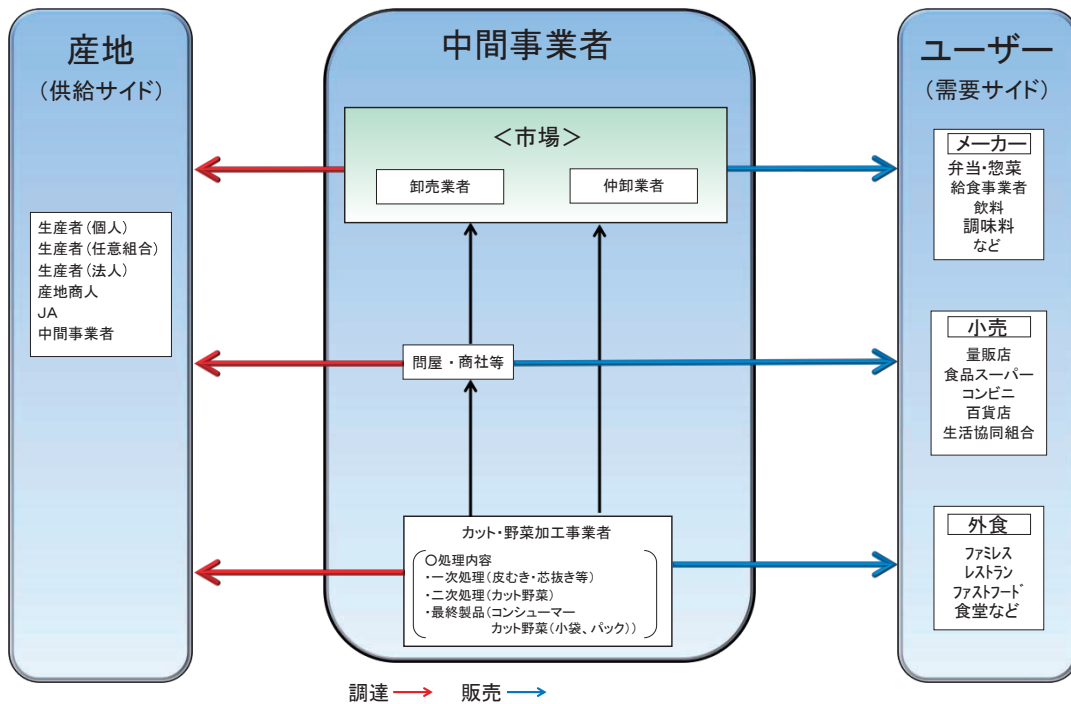 産地
（供給サイド）
生産者（個人）
生産者（任意組合）
生産者（法人）
産地商人
JA
中間事業者
中間事業者
＜市場＞
卸売業者
仲卸業者
問屋・商社等
カット・野菜加工事業者
○処理内容
・一次処理（皮むき・芯抜き等）
・二次処理（カット野菜）
・最終製品（コンシューマー
カット野菜（小袋、パック））
ユーザー
（需要サイド）
メーカー
弁当・惣菜
給食事業者
飲料
調味料
など
小売
量販店
食品スーパー
コンビニ
百貨店
生活協同組合
外食
ファミレス
レストラン
ファストフード
食堂など
調達
販売